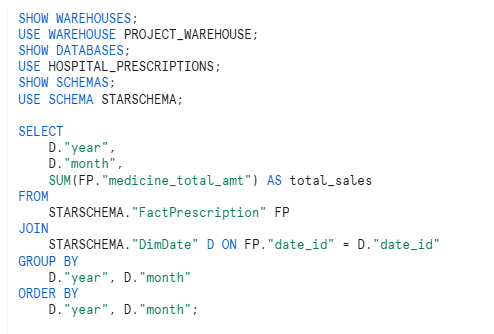 SHOW WAREHOUSES;
USE WAREHOUSE PROJECT_WAREHOUSE;
SHOW DATABASES;
USE HOSPITAL_PRESCRIPTIONS;
SHOW SCHEMAS;
USE SCHEMA STARSCHEMA;

SELECT
    D."year",
    D."month",
    SUM(FP."medicine_total_amt") AS total_sales
FROM
    STARSCHEMA."FactPrescription" FP
JOIN
    STARSCHEMA."DimDate" D ON FP."date_id" = D."date_id"
GROUP BY
    D."year", D."month"
ORDER BY
    D."year", D."month";